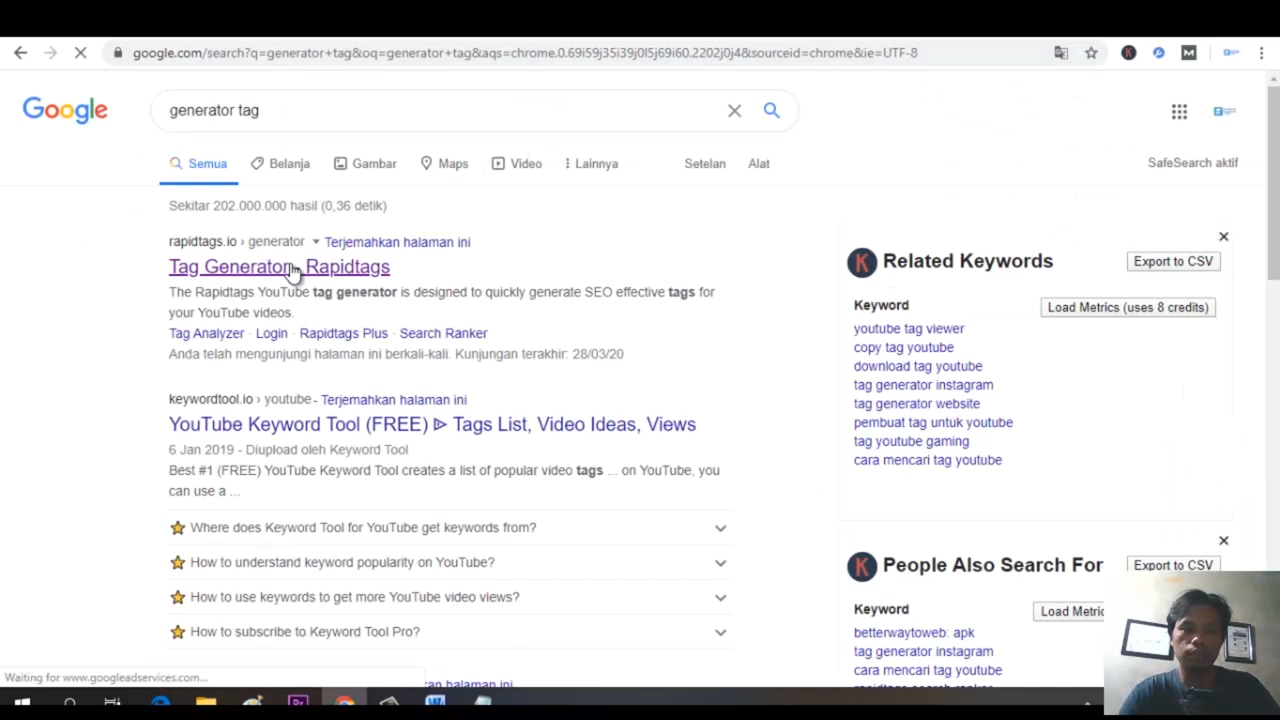 google.com/search?q=generator+tag&oq=generator+tag&aqs=chrome.0.69i59j35i39j0l5j69i60.2202j0j4&sourceid=chrome&ie=UTF-8
Google
generator tag
Semua Belanja Gambar Maps Video Lainnya Setelan Alat SafeSearch aktif
Sekitar 202.000.000 hasil (0,36 detik)
rapidtags.io › generator Terjemahkan halaman ini
Tag Generator - Rapidtags
The Rapidtags YouTube tag generator is designed to quickly generate SEO effective tags for
your YouTube videos.
Tag Analyzer · Login · Rapidtags Plus · Search Ranker
Anda telah mengunjungi halaman ini berkali-kali. Kunjungan terakhir: 28/03/20
keywordtool.io › youtube - Terjemahkan halaman ini
YouTube Keyword Tool (FREE) ᐈ Tags List, Video Ideas, Views
6 Jan 2019 - Diupload oleh Keyword Tool
Best #1 (FREE) YouTube Keyword Tool creates a list of popular video tags ... on YouTube, you
can use a ...
Where does Keyword Tool for YouTube get keywords from?
How to understand keyword popularity on YouTube?
How to use keywords to get more YouTube video views?
How to subscribe to Keyword Tool Pro?
halaman ini
Waiting for www.googleadservices.com...
Related Keywords
Export to CSV
Keyword
Load Metrics (uses 8 credits)
youtube tag viewer
copy tag youtube
download tag youtube
tag generator instagram
tag generator website
pembuat tag untuk youtube
tag youtube gaming
cara mencari tag youtube
People Also Search For
Export to CSV
Keyword
Load Metric
betterwaytoweb: apk
tag generator instagram
cara mencari tag youtube
rapidtags search ranker